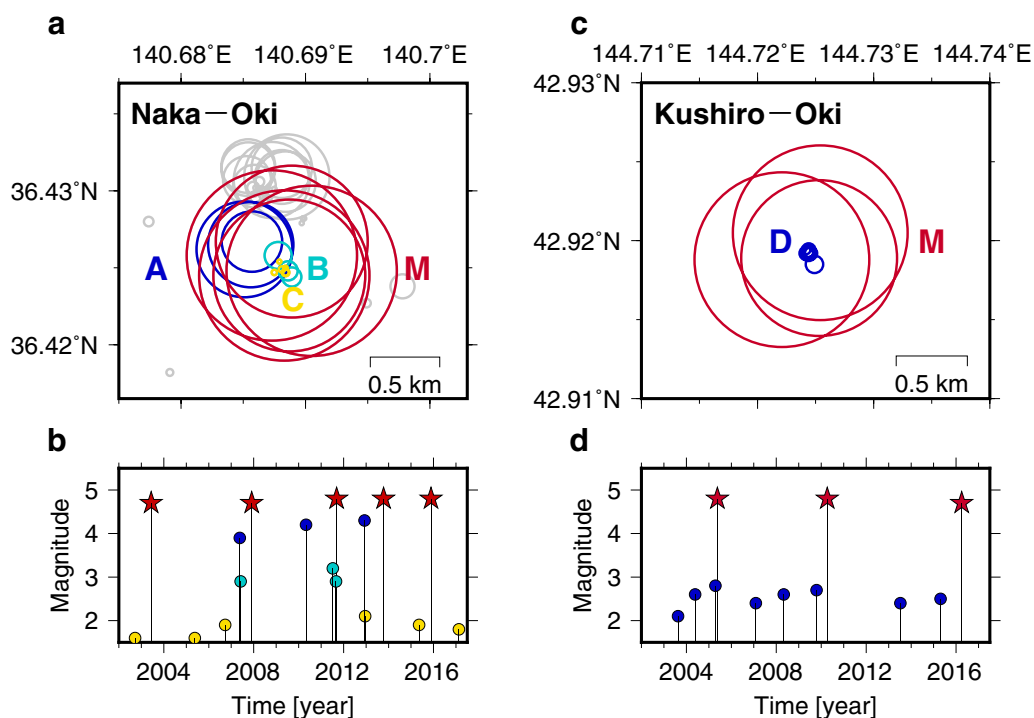 a
140.68˚E 140.69˚E 140.7˚E
Naka—Oki
36.43˚N
36.42˚N
A
B
C
M
0.5 km
c
144.71˚E 144.72˚E 144.73˚E 144.74˚E
42.93˚N
42.92˚N
42.91˚N
Kushiro—Oki
D
M
0.5 km
b
Magnitude
5
4
3
2
2004 2008 2012 2016
Time [year]
d
Magnitude
5
4
3
2
2004 2008 2012 2016
Time [year]